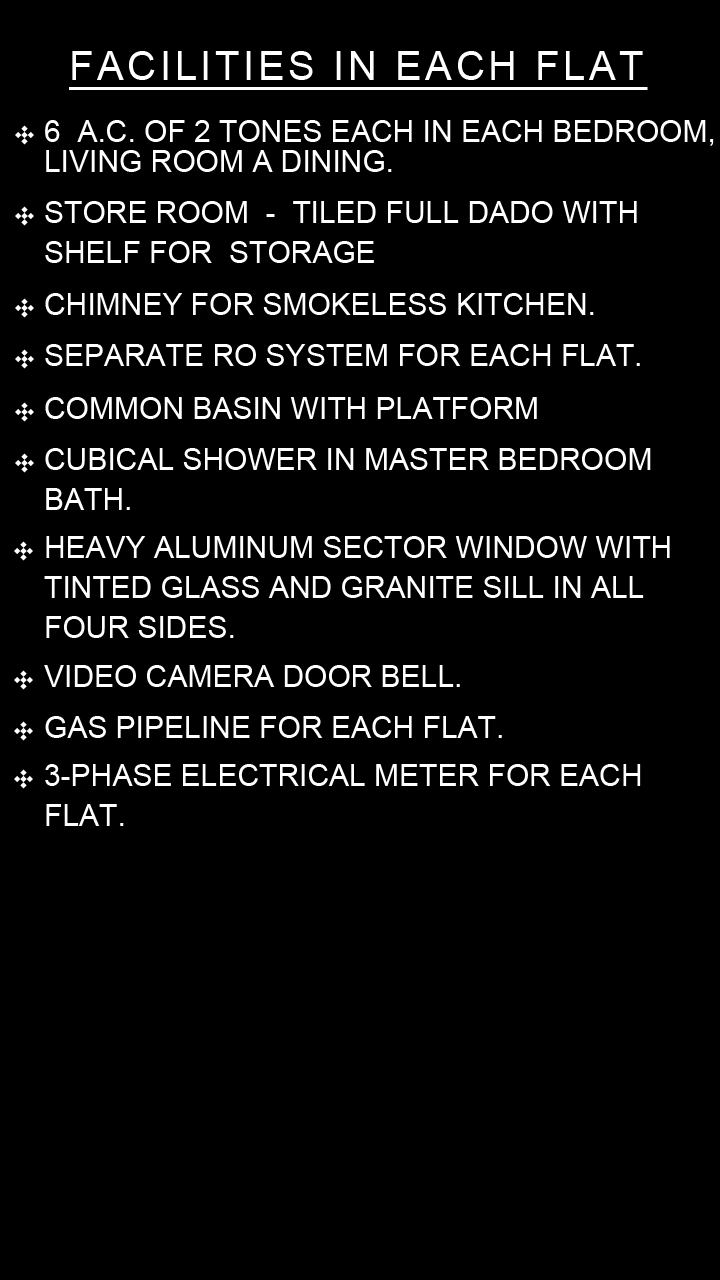 FACILITIES IN EACH FLAT
❖ 6 A.C. OF 2 TONES EACH IN EACH BEDROOM,
LIVING ROOM A DINING.
❖ STORE ROOM - TILED FULL DADO WITH
SHELF FOR STORAGE
❖ CHIMNEY FOR SMOKELESS KITCHEN.
❖ SEPARATE RO SYSTEM FOR EACH FLAT.
❖ COMMON BASIN WITH PLATFORM
❖ CUBICAL SHOWER IN MASTER BEDROOM
BATH.
❖ HEAVY ALUMINUM SECTOR WINDOW WITH
TINTED GLASS AND GRANITE SILL IN ALL
FOUR SIDES.
❖ VIDEO CAMERA DOOR BELL.
❖ GAS PIPELINE FOR EACH FLAT.
❖ 3-PHASE ELECTRICAL METER FOR EACH
FLAT.